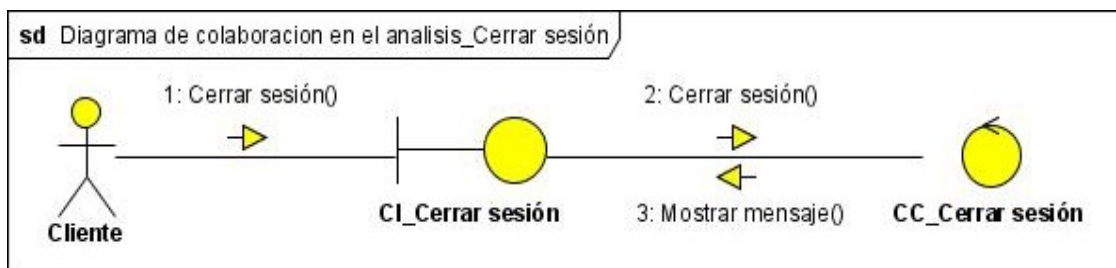 sd Diagrama de colaboracion en el analisis_Cerrar sesión
1: Cerrar sesión()
2: Cerrar sesión()
Cliente
CI_Cerrar sesión
3: Mostrar mensaje()
CC_Cerrar sesión